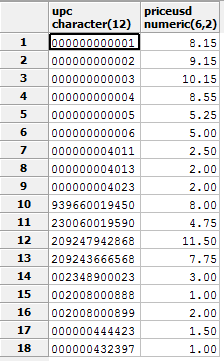 upc priceusd
character(12) numeric(6,2)
1 000000000001 8.15
2 000000000002 9.15
3 000000000003 10.15
4 000000000004 8.55
5 000000000005 5.25
6 000000000006 5.00
7 000000004011 2.50
8 000000004013 2.00
9 000000004023 2.00
10 939660019450 8.00
11 230060019590 4.75
12 209247942868 11.50
13 209243666568 7.75
14 002348900023 3.00
15 002008000888 1.00
16 002008000899 2.00
17 000000444423 1.50
18 000000432397 1.00